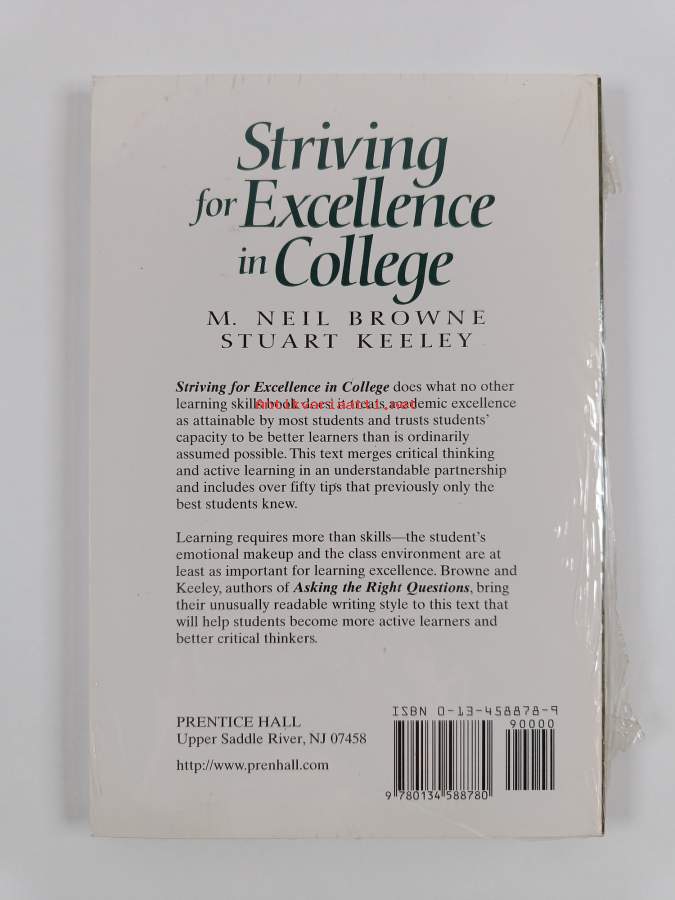 Striving
for Excellence
in College
M. NEIL BROWNE
STUART KEELEY
Striving for Excellence in College does what no other
learning skills book does: it treats academic excellence
Antikvariaatti.net
as attainable by most students and trusts students'
capacity to be better learners than is ordinarily
assumed possible. This text merges critical thinking
and active learning in an understandable partnership
and includes over fifty tips that previously only the
best students knew.
Learning requires more than skills—the student's
emotional makeup and the class environment are at
least as important for learning excellence. Browne and
Keeley, authors of Asking the Right Questions, bring
their unusually readable writing style to this text that
will help students become more active learners and
better critical thinkers.
PRENTICE HALL
Upper Saddle River, NJ 07458
http://www.prenhall.com
ISBN 0-13-458878-9
90000
9 780134 588780